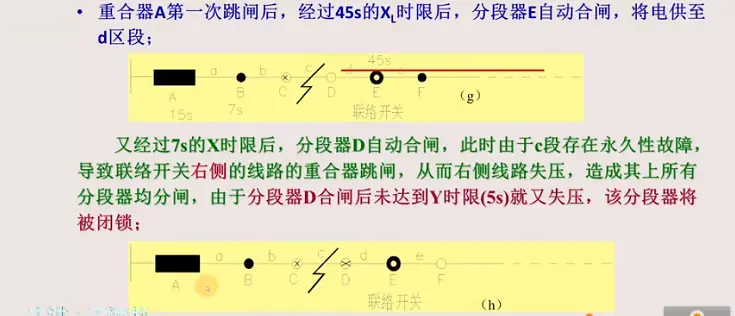 • 重合器A第一次跳闸后，经过45s的XL时限后，分段器E自动合闸，将电供至
d区段；
45s
a b c d e
A B C D E F
15s 7s
联络开关
（g）
又经过7s的X时限后，分段器D自动合闸，此时由于c段存在永久性故障，
导致联络开关右侧的线路的重合器跳闸，从而右侧线路失压，造成其上所有
分段器均分闸，由于分段器D合闸后未达到Y时限(5s)就又失压，该分段器将
被闭锁；
a b c d e
A B C D E F
联络开关
（h）